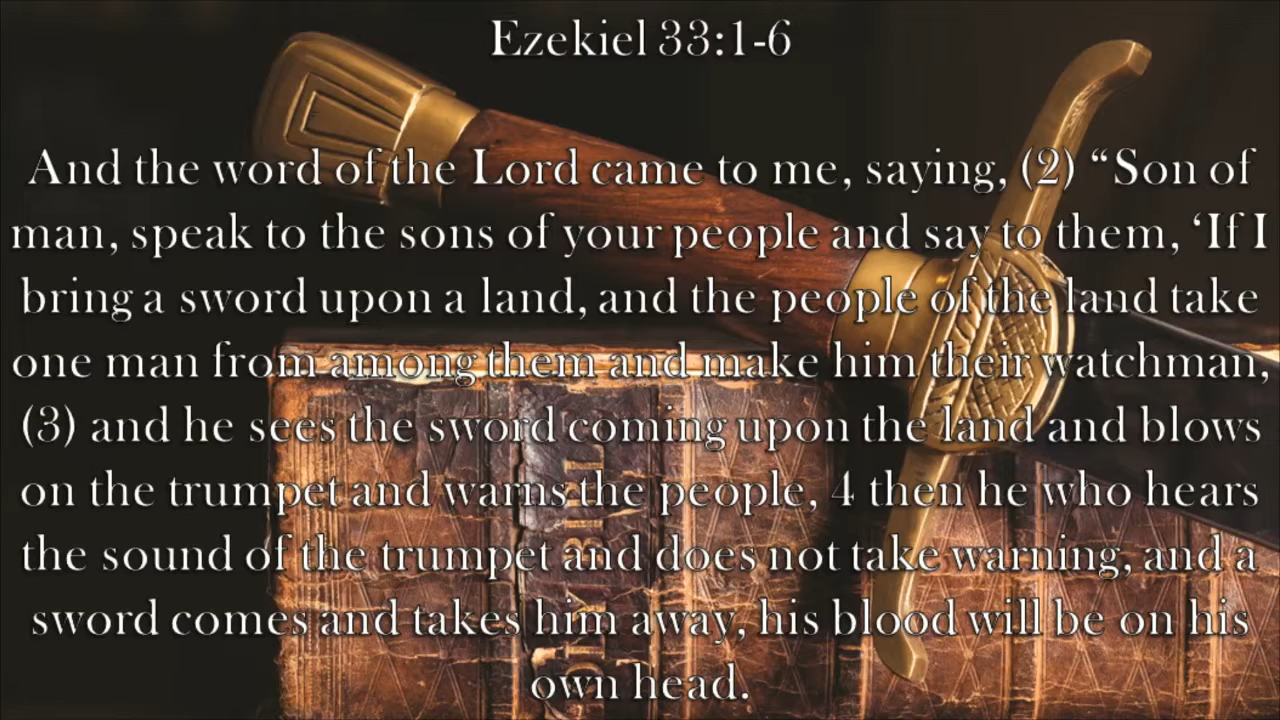 Ezekiel 33:1-6
And the word of the Lord came to me, saying, (2) “Son of
man, speak to the sons of your people and say to them, ‘If I
bring a sword upon a land, and the people of the land take
one man from among them and make him their watchman,
(3) and he sees the sword coming upon the land and blows
on the trumpet and warns the people, 4 then he who hears
the sound of the trumpet and does not take warning, and a
sword comes and takes him away, his blood will be on his
own head.